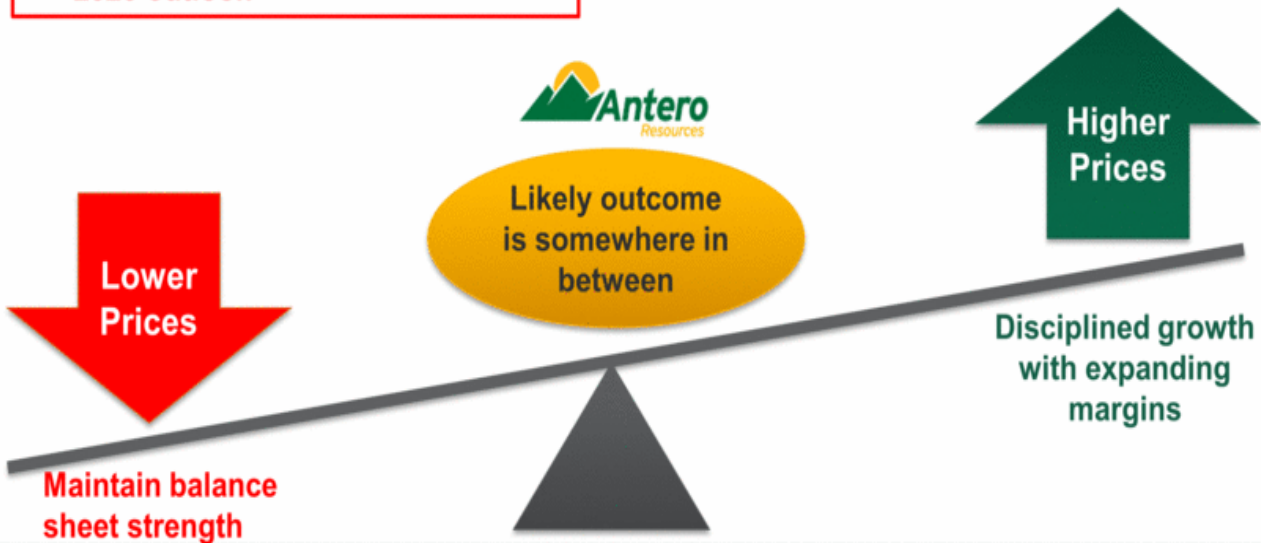 Antero
Resources
Higher
Prices
Likely outcome
is somewhere in
between
Lower
Prices
Disciplined growth
with expanding
margins
Maintain balance
sheet strength